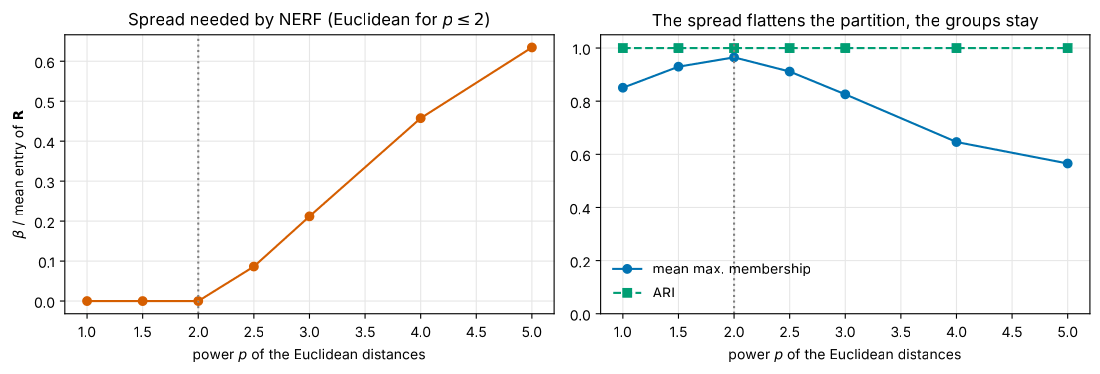 Spread needed by NERF (Euclidean for p ≤ 2)
β / mean entry of R
0.6
0.5
0.4
0.3
0.2
0.1
0.0
1.0 1.5 2.0 2.5 3.0 3.5 4.0 4.5 5.0
power p of the Euclidean distances
The spread flattens the partition, the groups stay
1.0
0.8
0.6
0.4
0.2
0.0
mean max. membership
ARI
1.0 1.5 2.0 2.5 3.0 3.5 4.0 4.5 5.0
power p of the Euclidean distances